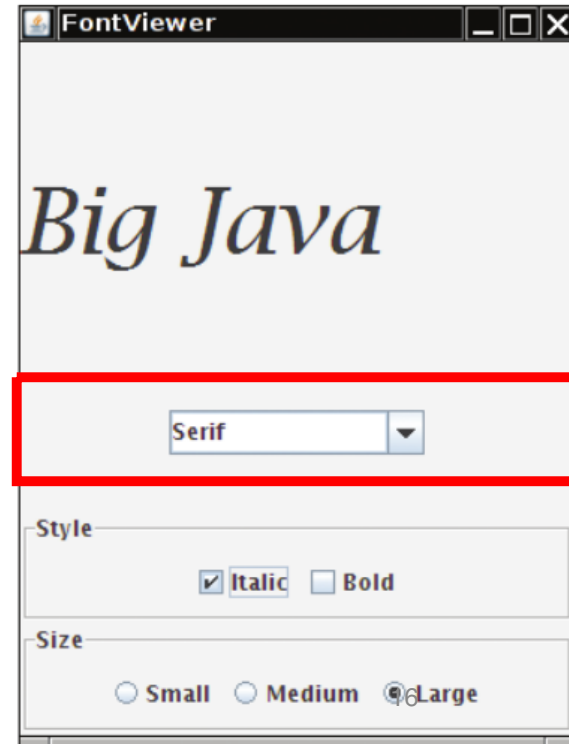 FontViewer
Big Java
Serif
Style
Italic Bold
Size
Small Medium Large